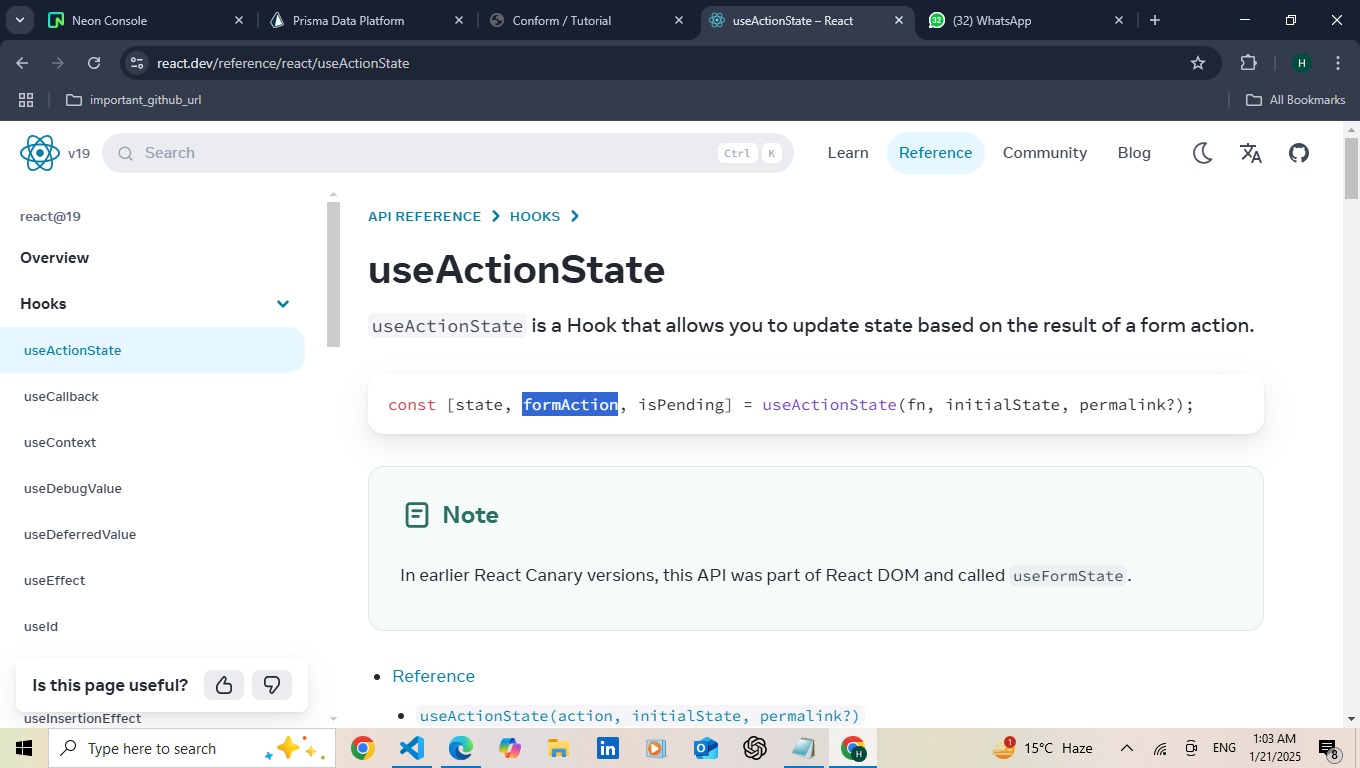 Neon Console
Prisma Data Platform
Conform / Tutorial
useActionState – React
32
(32) WhatsApp
react.dev/reference/react/useActionState
H
important_github_url
All Bookmarks
v19
Search
Ctrl K
Learn
Reference
Community
Blog
react@19
Overview
Hooks
useActionState
useCallback
useContext
useDebugValue
useDeferredValue
useEffect
useId
Is this page useful?
useInsertionEffect
API REFERENCE
HOOKS
useActionState
useActionState is a Hook that allows you to update state based on the result of a form action.
const [state, formAction, isPending] = useActionState(fn, initialState, permalink?);
Note
In earlier React Canary versions, this API was part of React DOM and called useFormState.
Reference
useActionState(action, initialState, permalink?)
Type here to search
H
1
15°C Haze
ENG
1:03 AM
1/21/2025
8